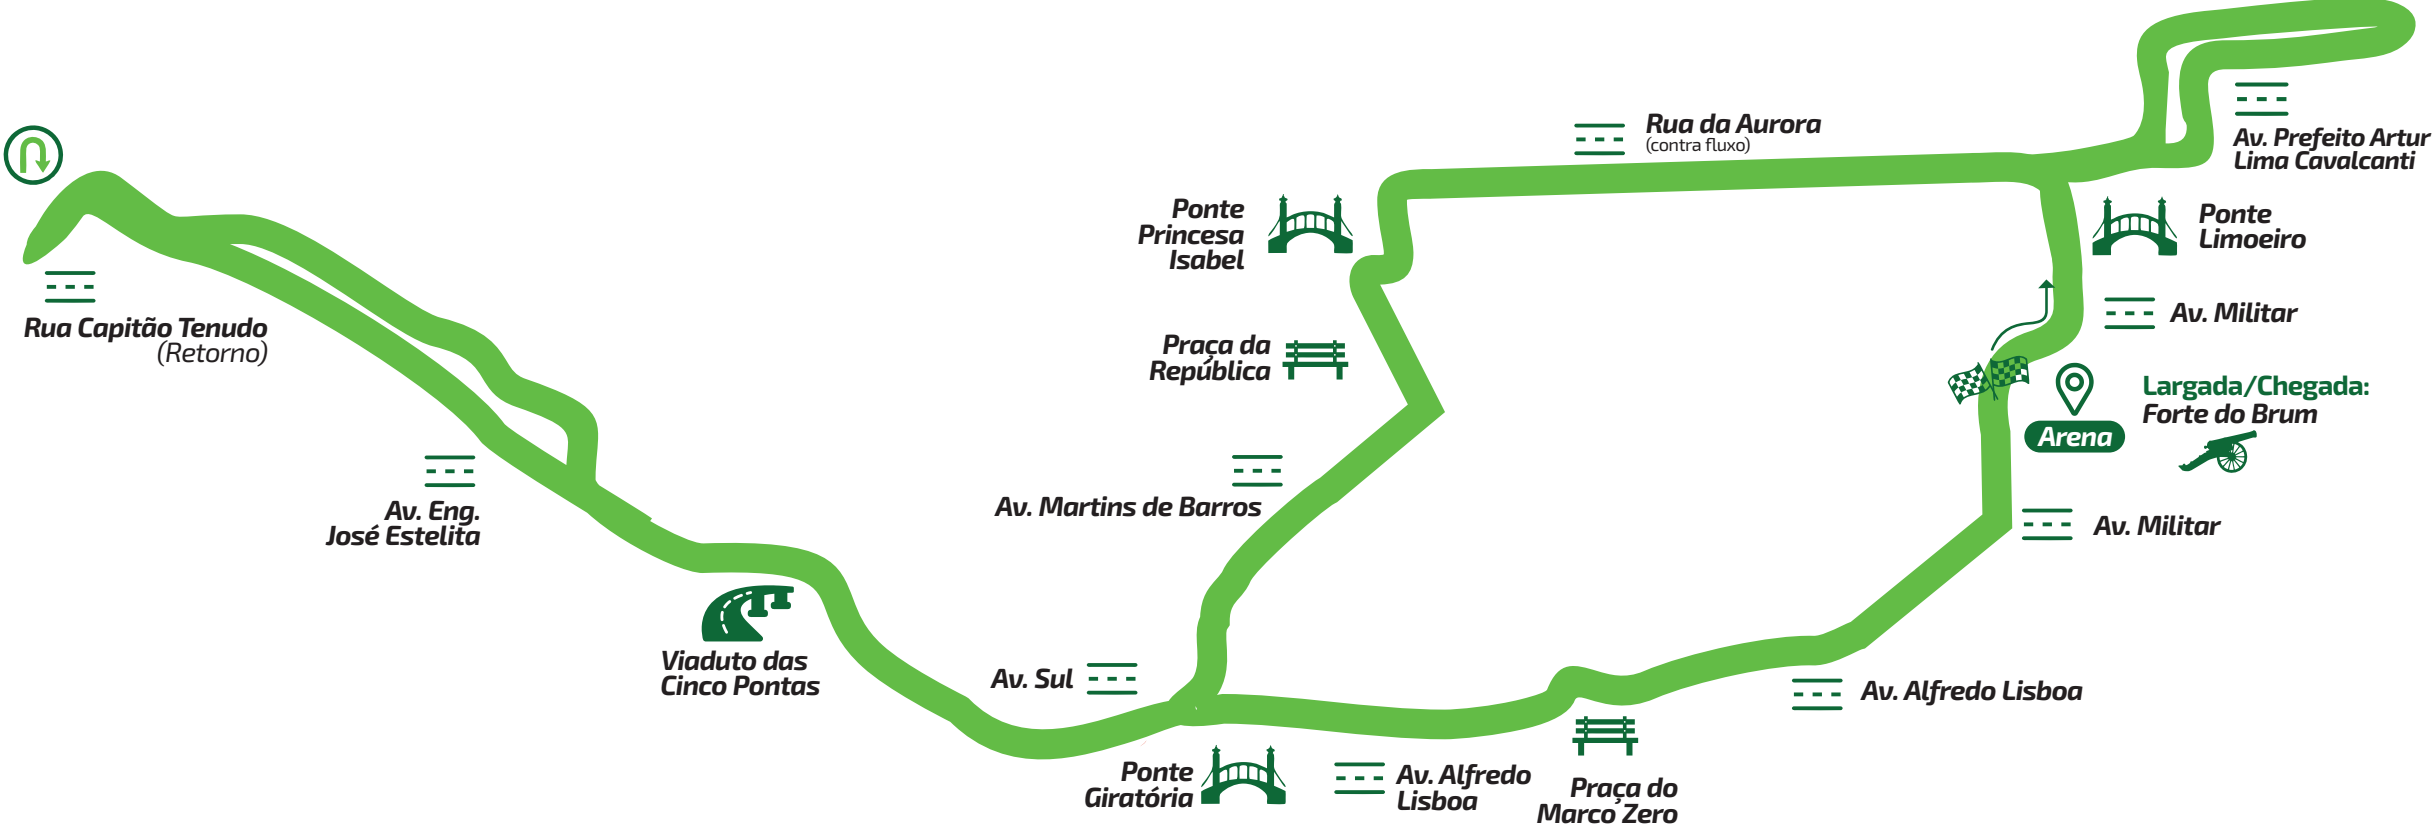 Rua da Aurora
(contra fluxo)
Av. Prefeito Artur
Lima Cavalcanti
Ponte
Princesa
Isabel
Ponte
Limoeiro
Rua Capitão Tenudo
(Retorno)
Av. Militar
Praça da
República
Largada/Chegada:
Forte do Brum
Arena
Av. Eng.
José Estelita
Av. Martins de Barros
Av. Militar
Viaduto das
Cinco Pontas
Av. Sul
Av. Alfredo Lisboa
Ponte
Giratória
Av. Alfredo
Lisboa
Praça do
Marco Zero